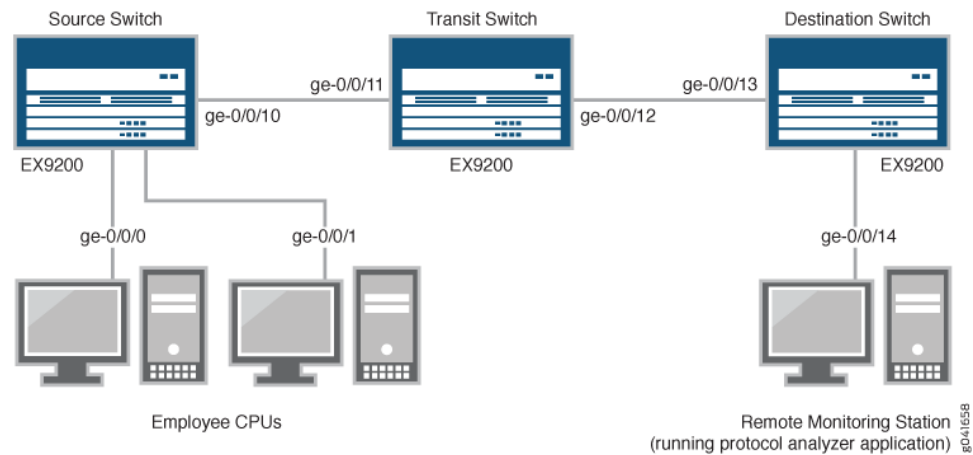 Source Switch
Transit Switch
Destination Switch
ge-0/0/11
ge-0/0/13
ge-0/0/10
ge-0/0/12
EX9200
EX9200
EX9200
ge-0/0/0
ge-0/0/1
ge-0/0/14
Employee CPUs
Remote Monitoring Station
(running protocol analyzer application)
g041658